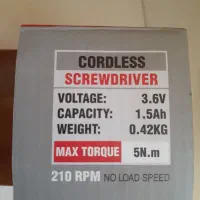 CORDLESS
SCREWDRIVER
VOLTAGE: 3.6V
CAPACITY: 1.5Ah
WEIGHT: 0.42KG
MAX TORQUE 5N.m
210 RPM NO LOAD SPEED